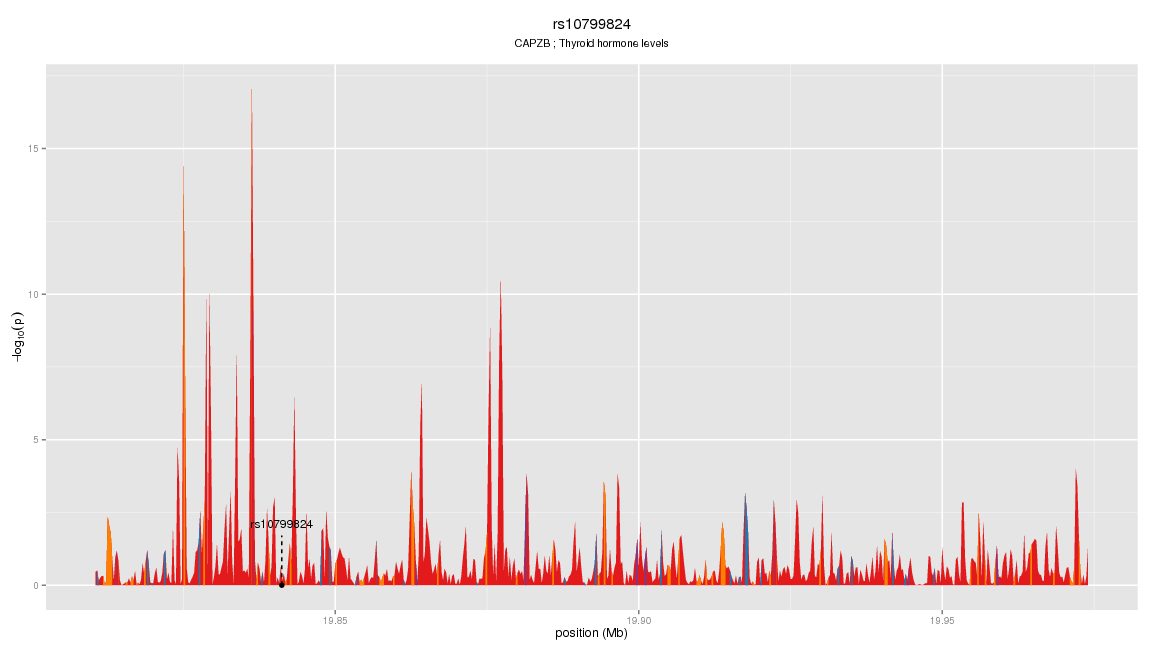 rs10799824
CAPZB ; Thyroid hormone levels
15
10
5
0
−log10(p)
rs10799824
19.85
19.90
19.95
position (Mb)